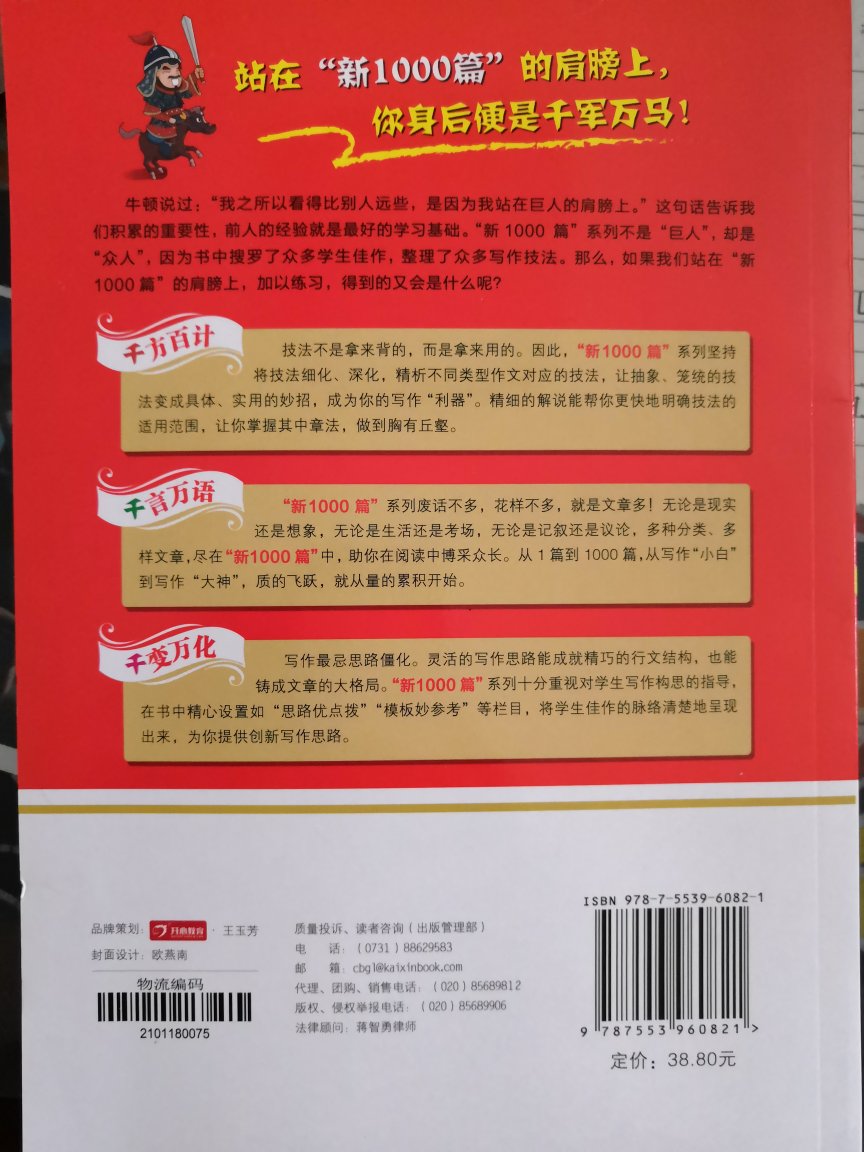 站在“新1000篇”的肩膀上，
你身后便是千军万马！
牛顿说过：“我之所以看得比别人远些，是因为我站在巨人的肩膀上。”这句话告诉我
们积累的重要性，前人的经验就是最好的学习基础。“新 1000 篇”系列不是“巨人”，却是
“众人”，因为书中搜罗了众多学生佳作，整理了众多写作技法。那么，如果我们站在“新
1000 篇”的肩膀上，加以练习，得到的又会是什么呢？
千方百计
技法不是拿来背的，而是拿来用的。因此，“新1000 篇”系列坚持
将技法细化、深化，精析不同类型作文对应的技法，让抽象、笼统的技
法变成具体、实用的妙招，成为你的写作“利器”。精细的解说能帮你更快地明确技法的
适用范围，让你掌握其中章法，做到胸有丘壑。
千言万语
“新1000 篇”系列废话不多，花样不多，就是文章多！无论是现实
还是想象，无论是生活还是考场，无论是记叙还是议论，多种分类、多
样文章，尽在“新1000 篇”中，助你在阅读中博采众长。从 1 篇到 1000 篇，从写作“小白”
到写作“大神”，质的飞跃，就从量的累积开始。
千变万化
写作最忌思路僵化。灵活的写作思路能成就精巧的行文结构，也能
铸成文章的大格局。“新1000 篇”系列十分重视对学生写作构思的指导，
在书中精心设置如“思路优点拨”“模板妙参考”等栏目，将学生佳作的脉络清楚地呈现
出来，为你提供创新写作思路。
品牌策划：开心教育 · 王玉芳
封面设计：欧燕南
物流编码
2101180075
质量投诉、读者咨询（出版管理部）
电 话：（0731）88629583
邮 箱：cbgl@kaixinbook.com
代理、团购、销售电话：（020）85689812
版权、侵权举报电话：（020）85689906
法律顾问：蒋智勇律师
ISBN 978-7-5539-6082-1
9 787553 960821 >
定价：38.80元